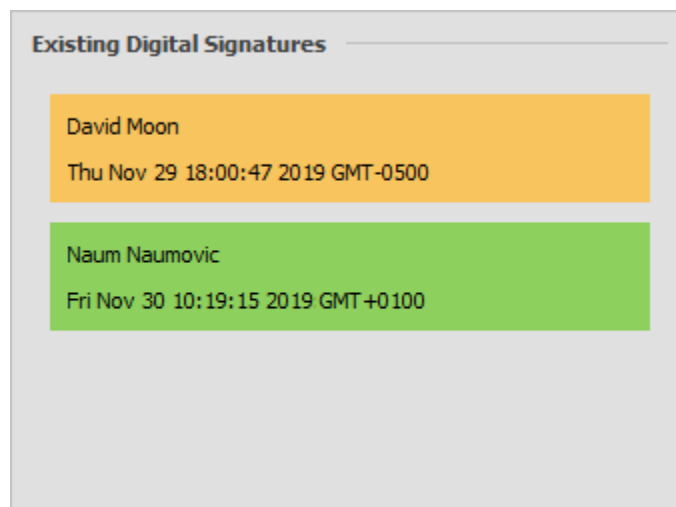 Existing Digital Signatures
David Moon
Thu Nov 29 18:00:47 2019 GMT-0500
Naum Naumovic
Fri Nov 30 10:19:15 2019 GMT+0100